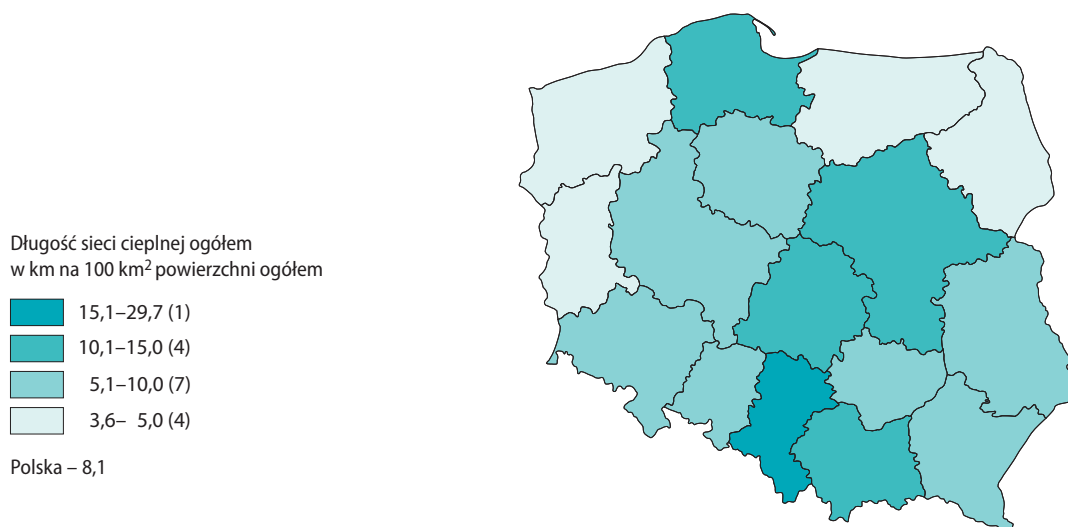 Długość sieci cieplnej ogółem
w km na 100 km² powierzchni ogółem
15,1–29,7 (1)
10,1–15,0 (4)
5,1–10,0 (7)
3,6– 5,0 (4)
Polska – 8,1